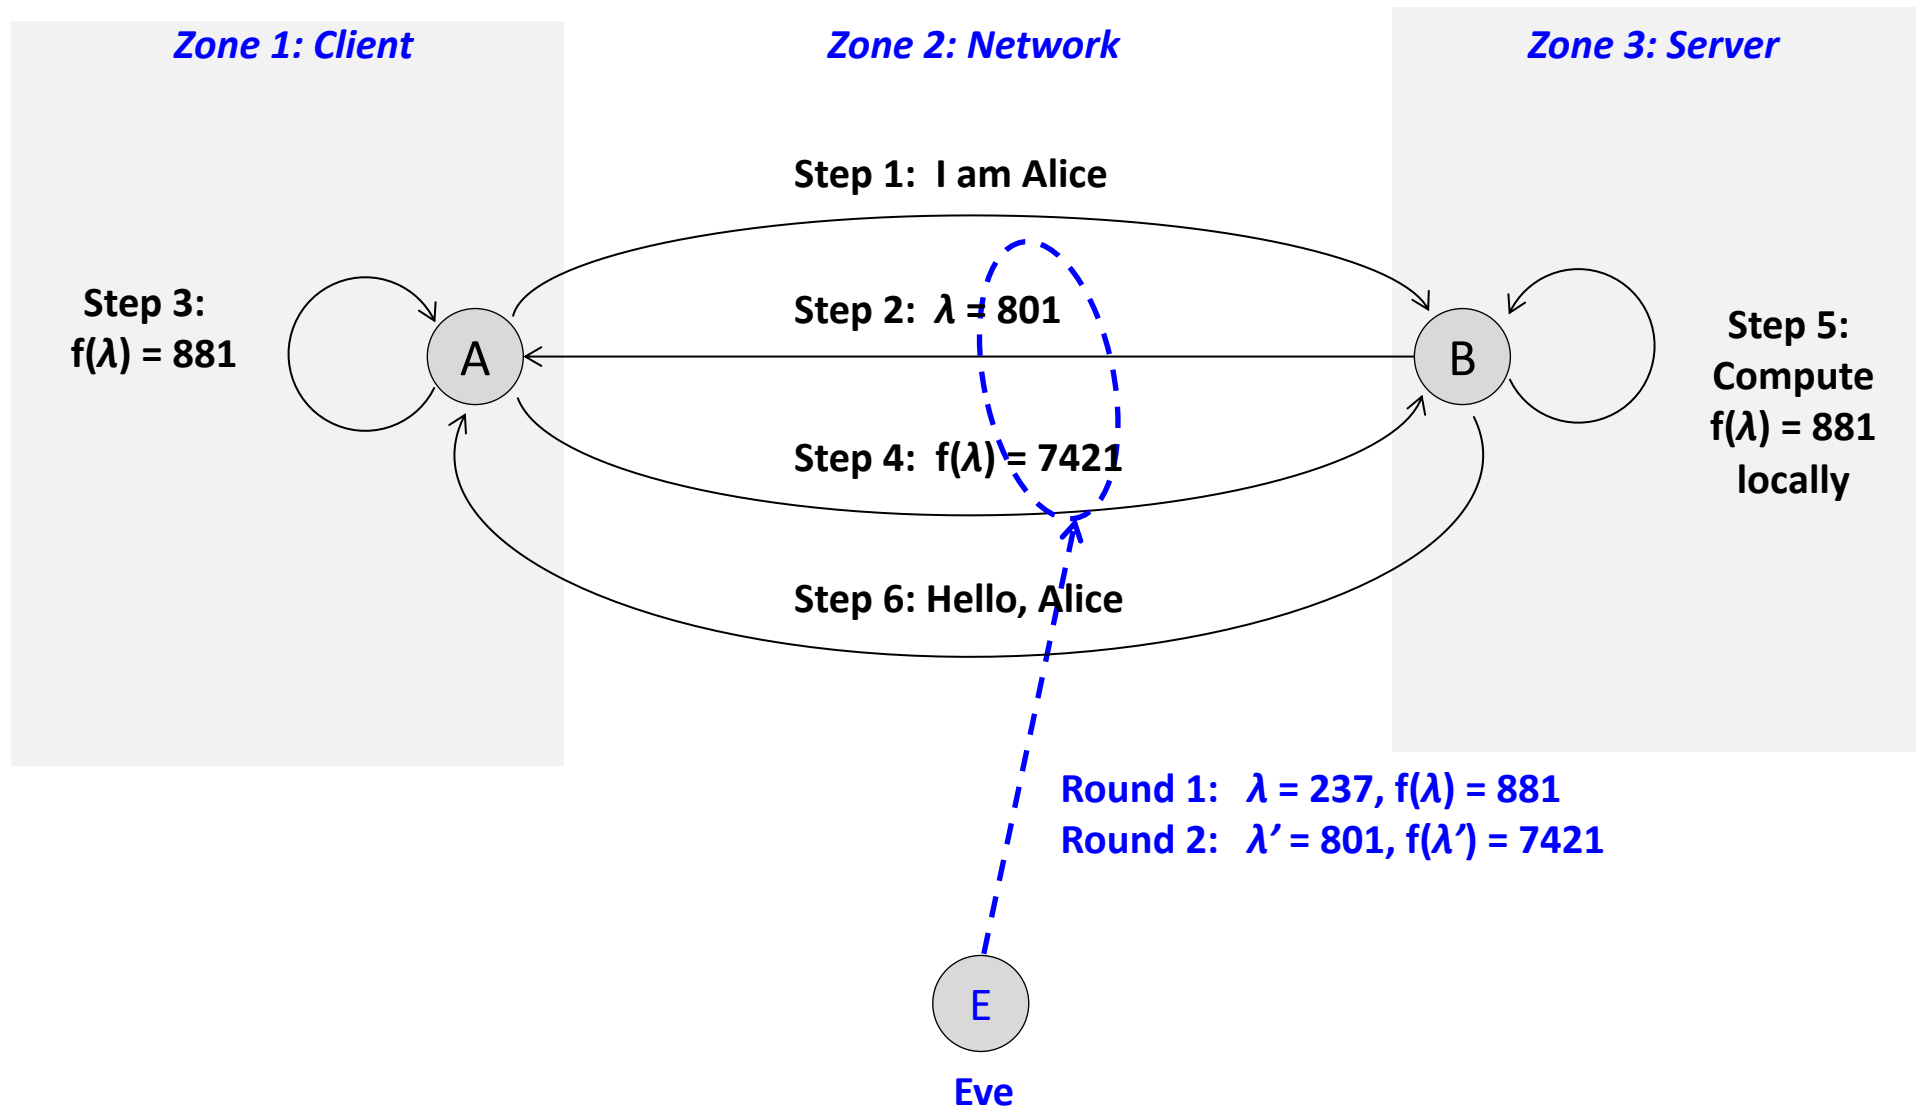 Zone 1: Client
Zone 2: Network
Zone 3: Server
Step 1: I am Alice
Step 3:
f(λ) = 881
A
Step 2: λ = 801
B
Step 5:
Compute
f(λ) = 881
locally
Step 4: f(λ) = 7421
Step 6: Hello, Alice
Round 1: λ = 237, f(λ) = 881
Round 2: λ’ = 801, f(λ’) = 7421
E
Eve